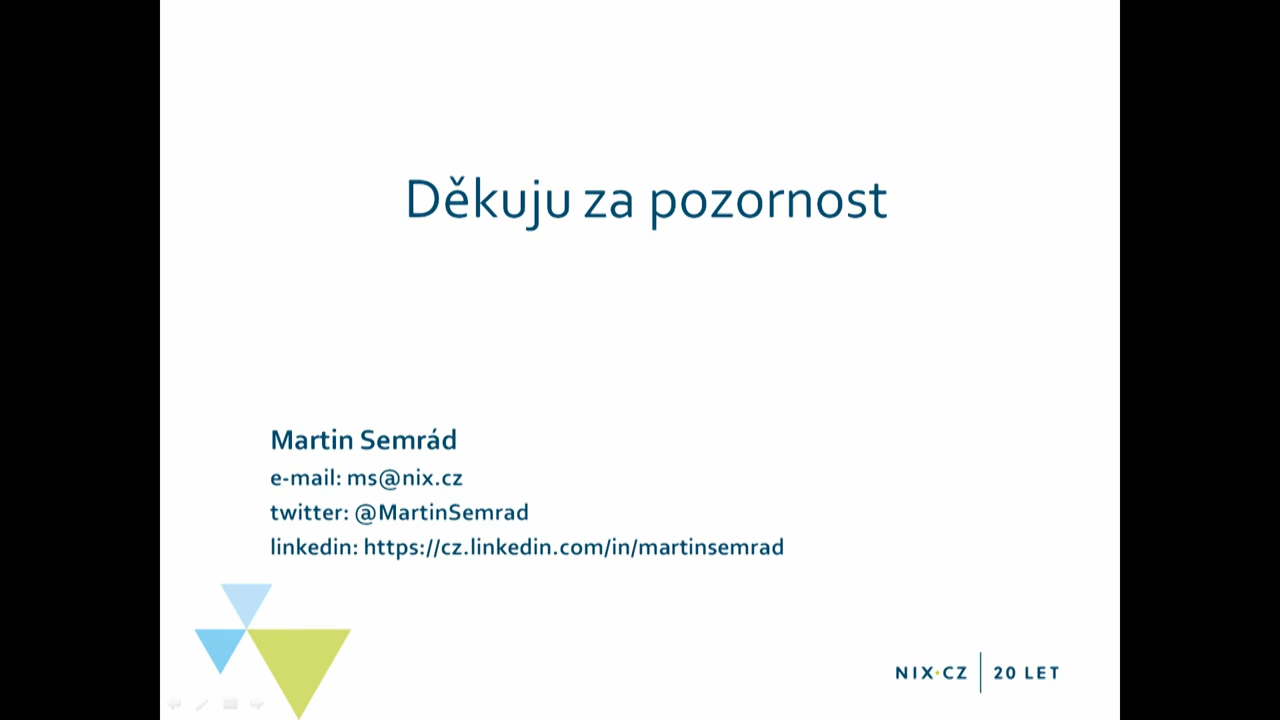 Děkuju za pozornost
Martin Semrád
e-mail: ms@nix.cz
twitter: @MartinSemrad
linkedin: https://cz.linkedin.com/in/martinsemrad
NIX·CZ | 20 LET